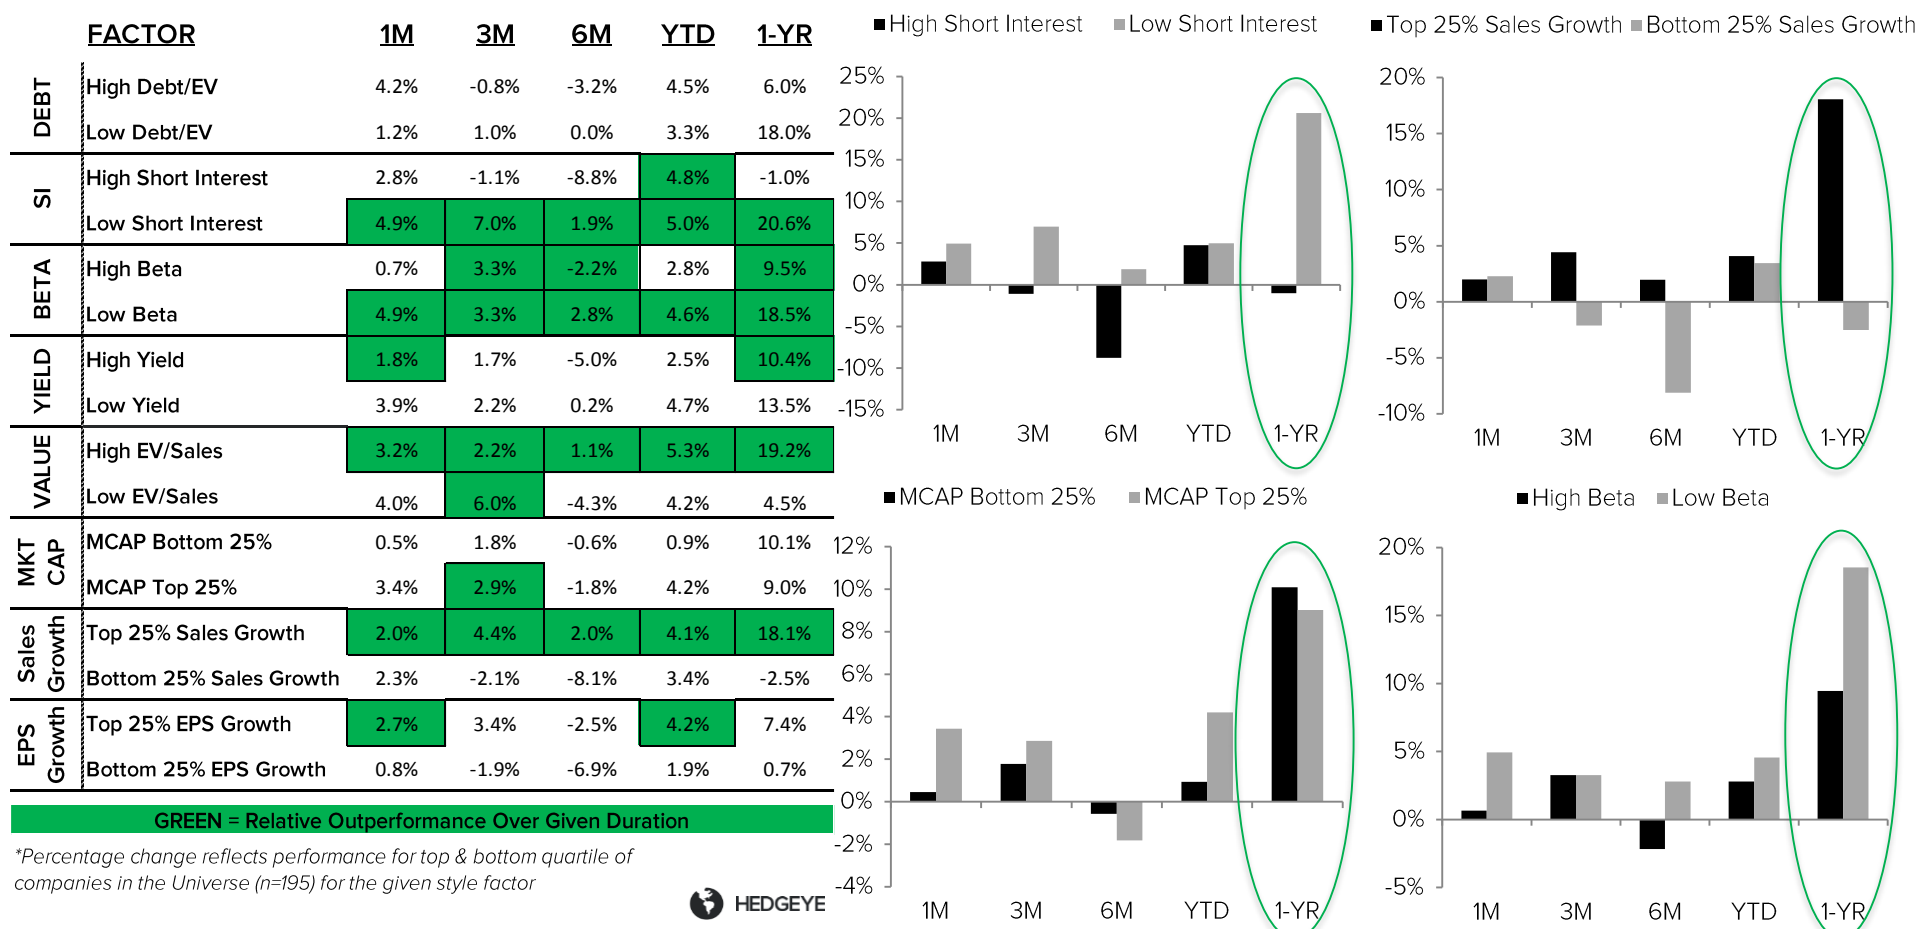 FACTOR 1M 3M 6M YTD 1-YR
DEBT
High Debt/EV 4.2% -0.8% -3.2% 4.5% 6.0%
Low Debt/EV 1.2% 1.0% 0.0% 3.3% 18.0%
SI
High Short Interest 2.8% -1.1% -8.8% 4.8% -1.0%
Low Short Interest 4.9% 7.0% 1.9% 5.0% 20.6%
BETA
High Beta 0.7% 3.3% -2.2% 2.8% 9.5%
Low Beta 4.9% 3.3% 2.8% 4.6% 18.5%
YIELD
High Yield 1.8% 1.7% -5.0% 2.5% 10.4%
Low Yield 3.9% 2.2% 0.2% 4.7% 13.5%
VALUE
High EV/Sales 3.2% 2.2% 1.1% 5.3% 19.2%
Low EV/Sales 4.0% 6.0% -4.3% 4.2% 4.5%
MKT
CAP
MCAP Bottom 25% 0.5% 1.8% -0.6% 0.9% 10.1%
MCAP Top 25% 3.4% 2.9% -1.8% 4.2% 9.0%
Sales
Growth
Top 25% Sales Growth 2.0% 4.4% 2.0% 4.1% 18.1%
Bottom 25% Sales Growth 2.3% -2.1% -8.1% 3.4% -2.5%
EPS
Growth
Top 25% EPS Growth 2.7% 3.4% -2.5% 4.2% 7.4%
Bottom 25% EPS Growth 0.8% -1.9% -6.9% 1.9% 0.7%
GREEN = Relative Outperformance Over Given Duration
*Percentage change reflects performance for top & bottom quartile of
companies in the Universe (n=195) for the given style factor
HEDGEYE
High Short Interest Low Short Interest
25%
20%
15%
10%
5%
0%
-5%
-10%
-15%
1M 3M 6M YTD 1-YR
Top 25% Sales Growth Bottom 25% Sales Growth
20%
15%
10%
5%
0%
-5%
-10%
1M 3M 6M YTD 1-YR
MCAP Bottom 25% MCAP Top 25%
12%
10%
8%
6%
4%
2%
0%
-2%
-4%
1M 3M 6M YTD 1-YR
High Beta Low Beta
20%
15%
10%
5%
0%
-5%
1M 3M 6M YTD 1-YR